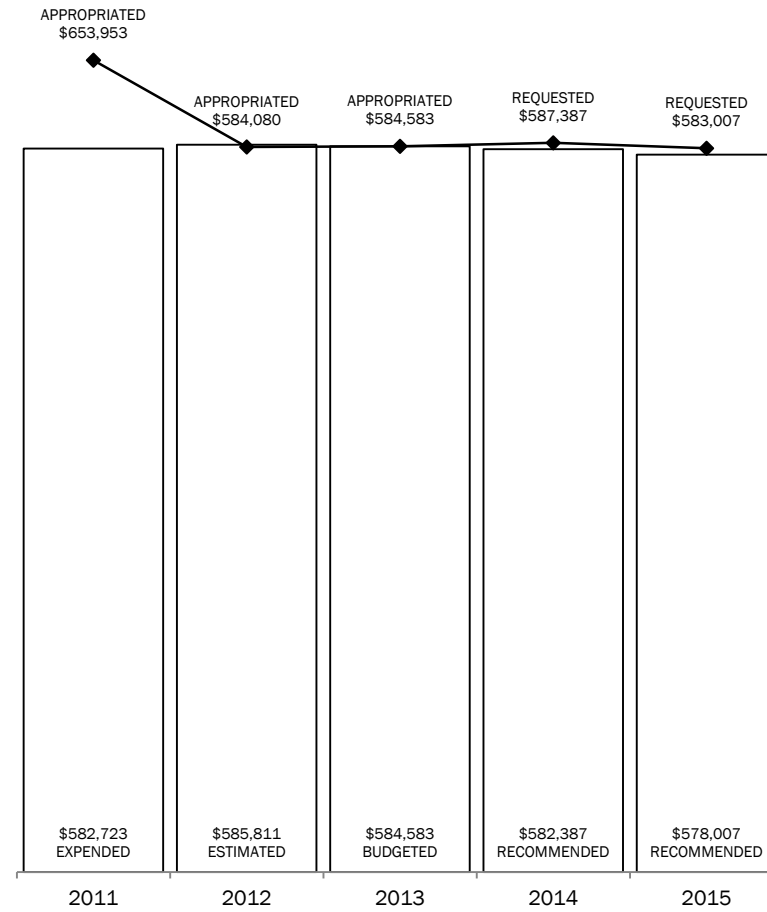 APPROPRIATED
$653,953
APPROPRIATED
$584,080
APPROPRIATED
$584,583
REQUESTED
$587,387
REQUESTED
$583,007
$582,723
EXPENDED
$585,811
ESTIMATED
$584,583
BUDGETED
$582,387
RECOMMENDED
$578,007
RECOMMENDED
2011
2012
2013
2014
2015